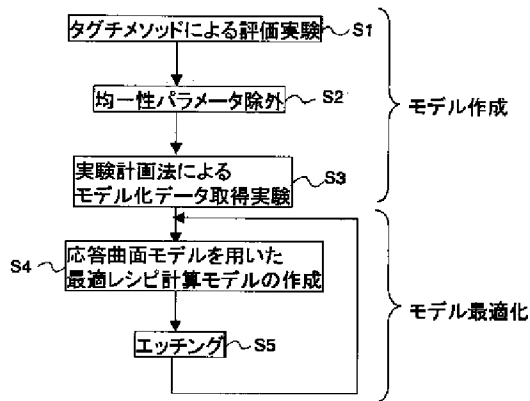 タグチメソッドによる評価実験
S1
均一性パラメータ除外
S2
モデル作成
実験計画法による
モデル化データ取得実験
S3
S4
応答曲面モデルを用いた
最適レシピ計算モデルの作成
モデル最適化
エッチング
S5